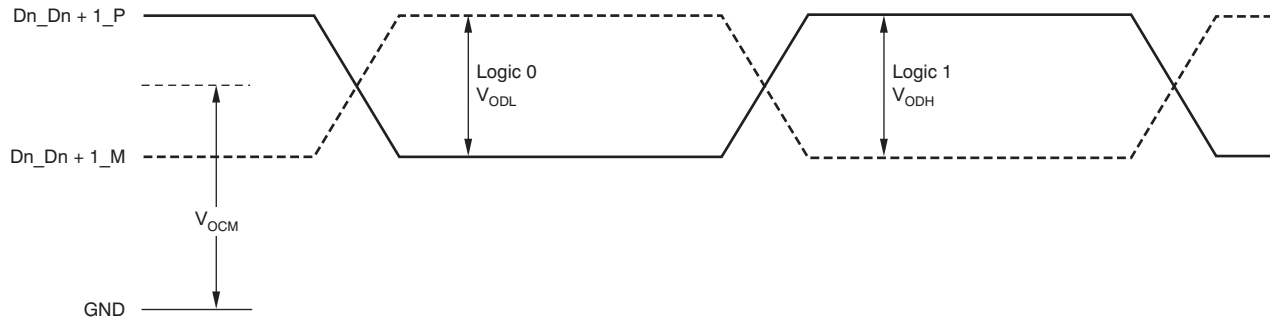 Dn_Dn + 1_P
Logic 0
V_ODL
Logic 1
V_ODH
Dn_Dn + 1_M
V_OCM
GND